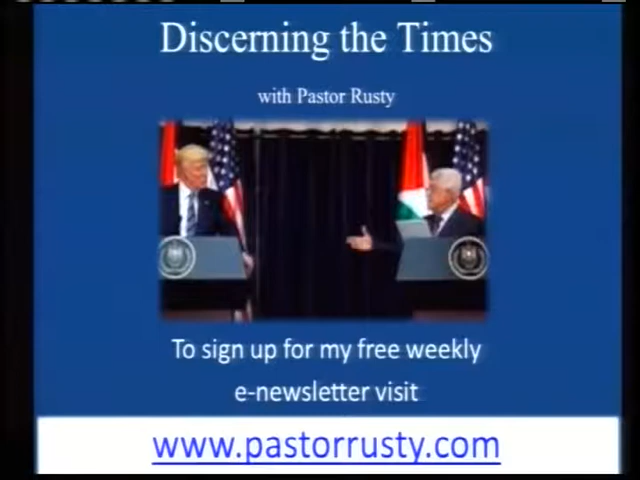 Discerning the Times
with Pastor Rusty
To sign up for my free weekly
e-newsletter visit
www.pastorrusty.com